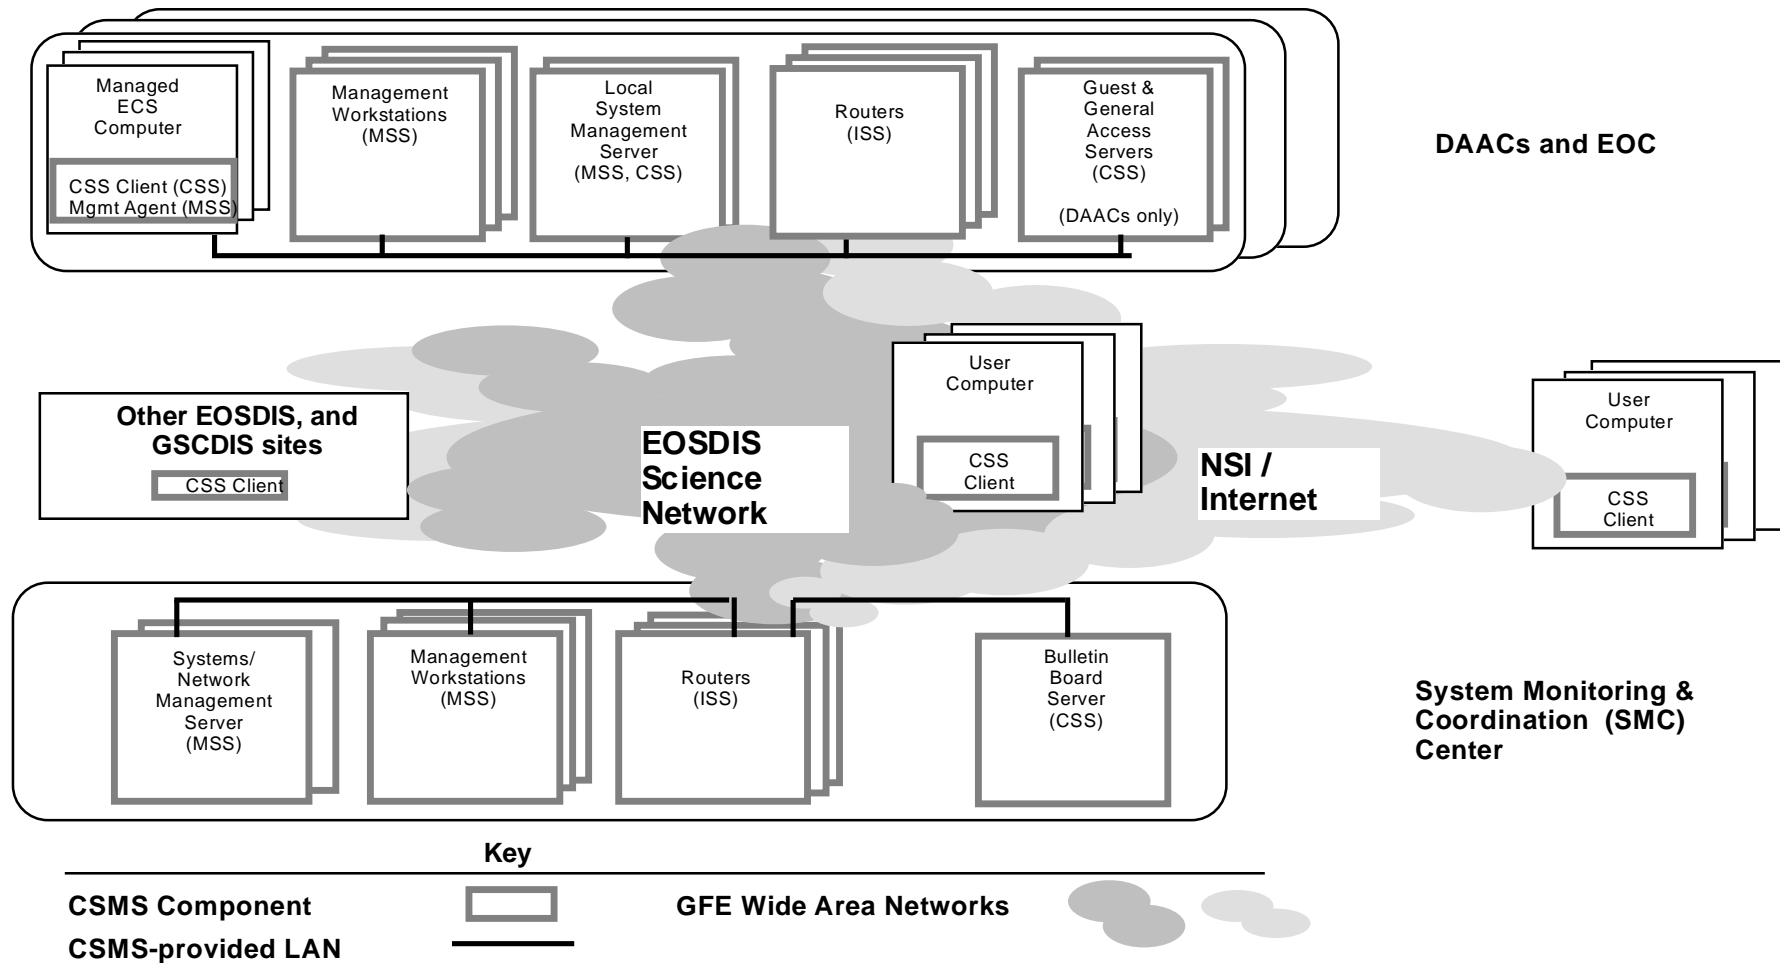 Managed
ECS
Computer
CSS Client (CSS)
Mgmt Agent (MSS)
Management
Workstations
(MSS)
Local
System
Management
Server
(MSS, CSS)
Routers
(ISS)
Guest &
General
Access
Servers
(CSS)
(DAACs only)
DAACs and EOC
Other EOSDIS, and
GSCDIS sites
CSS Client
EOSDIS
Science
Network
User
Computer
CSS
Client
NSI /
Internet
User
Computer
CSS
Client
Systems/
Network
Management
Server
(MSS)
Management
Workstations
(MSS)
Routers
(ISS)
Bulletin
Board
Server
(CSS)
System Monitoring &
Coordination (SMC)
Center
Key
CSMS Component
GFE Wide Area Networks
CSMS-provided LAN